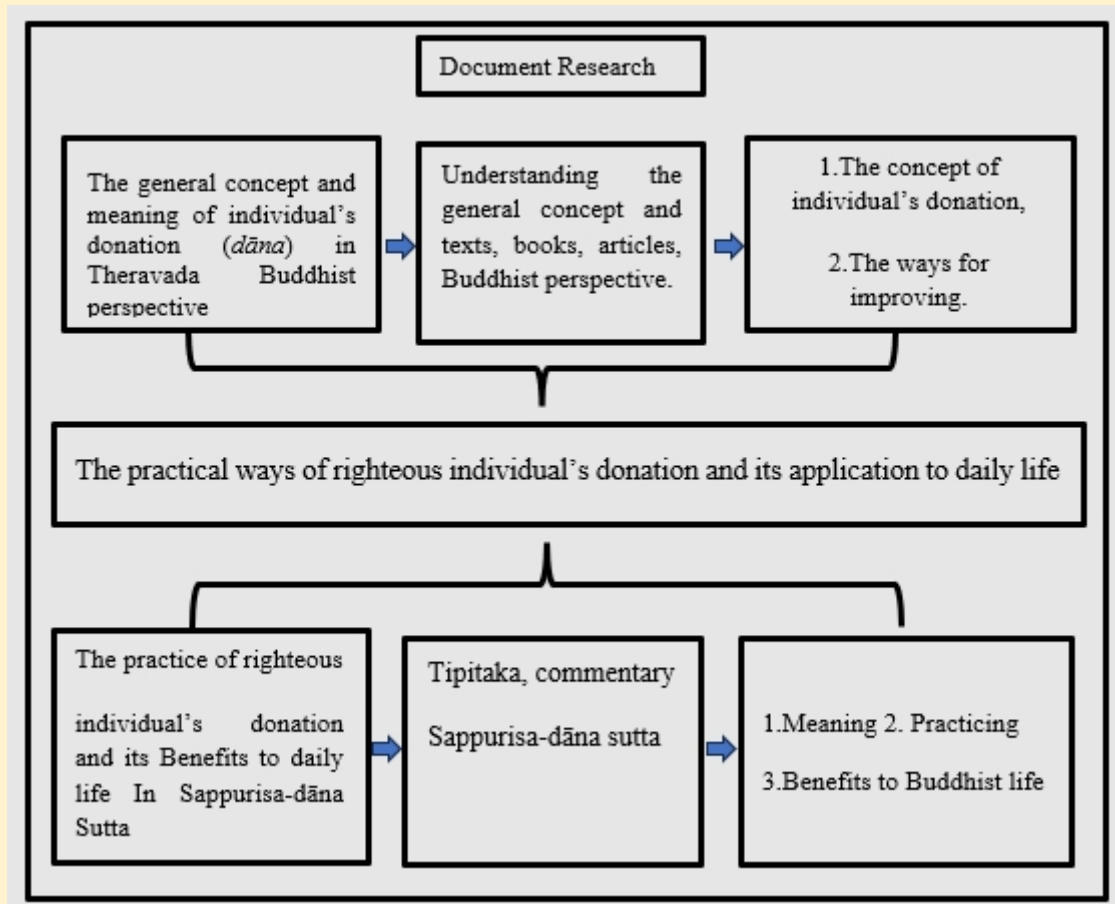 Document Research
The general concept and
meaning of individual's
donation (dāna) in
Theravada Buddhist
perspective
Understanding the
general concept and
texts, books, articles,
Buddhist perspective.
1.The concept of
individual's donation,
2.The ways for
improving.
The practical ways of righteous individual's donation and its application to daily life
The practice of righteous
individual's donation
and its Benefits to daily
life In Sappurisa-dāna
Sutta
Tipitaka, commentary
Sappurisa-dāna sutta
1.Meaning 2. Practicing
3.Benefits to Buddhist life